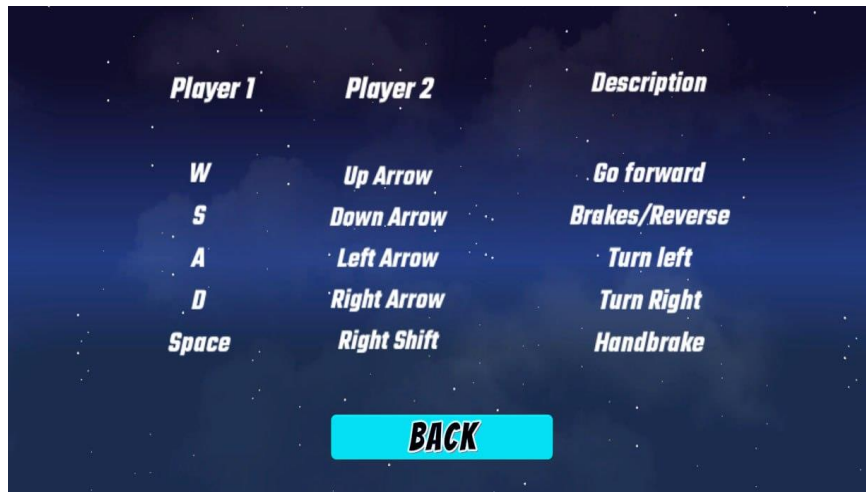 Player 1 Player 2 Description
W Up Arrow Go forward
S Down Arrow Brakes/Reverse
A Left Arrow Turn left
D Right Arrow Turn Right
Space Right Shift Handbrake
BACK